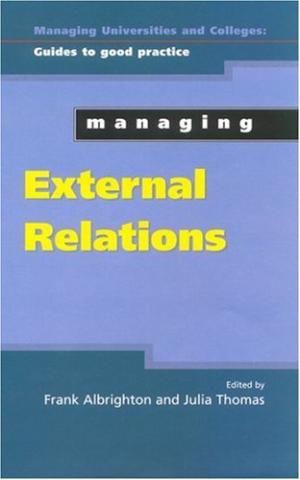 Managing Universities and Colleges:
Guides to good practice
managing
External
Relations
Edited by
Frank Albrighton and Julia Thomas